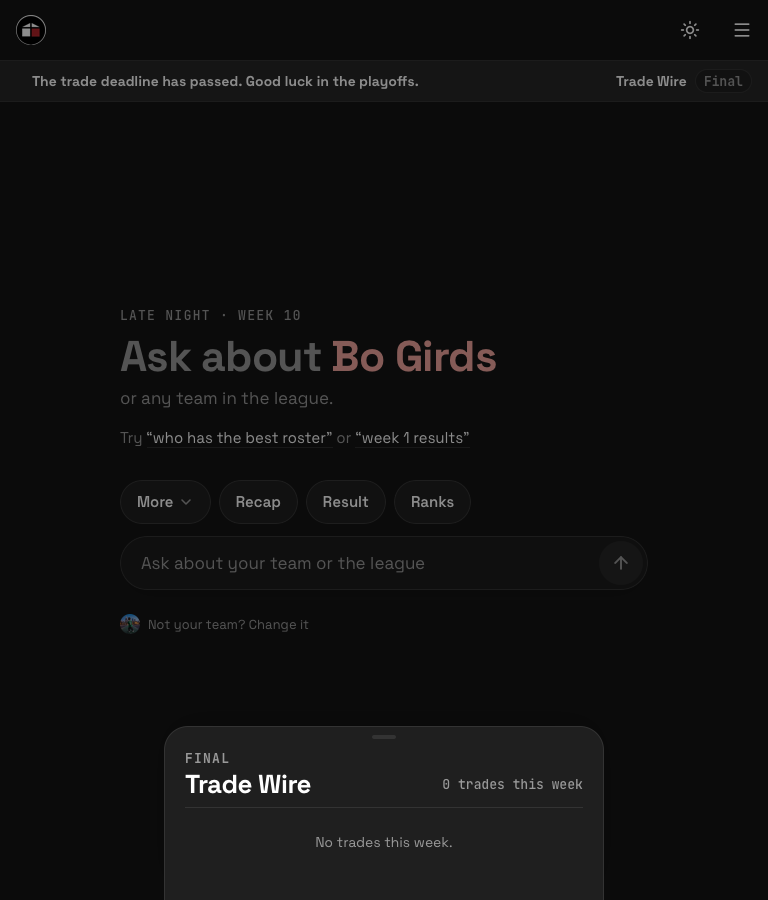 The trade deadline has passed. Good luck in the playoffs.
Trade Wire Final
LATE NIGHT · WEEK 10
Ask about Bo Girds
or any team in the league.
Try “who has the best roster” or “week 1 results”
More Recap Result Ranks
Ask about your team or the league
Not your team? Change it
FINAL
Trade Wire
0 trades this week
No trades this week.